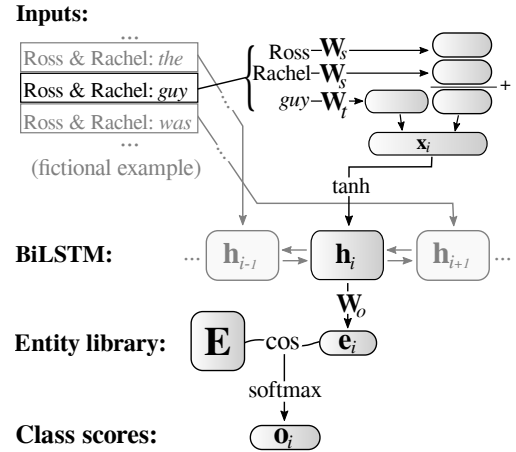 Inputs:
...
Ross & Rachel: the
Ross & Rachel: guy
Ross & Rachel: was
...
(fictional example)
Ross W_s
Rachel W_s
guy W_t
+
x_i
tanh
BiLSTM:
... h_{i-1} h_i h_{i+1} ...
W_o
Entity library: E cos e_i
softmax
Class scores: o_i